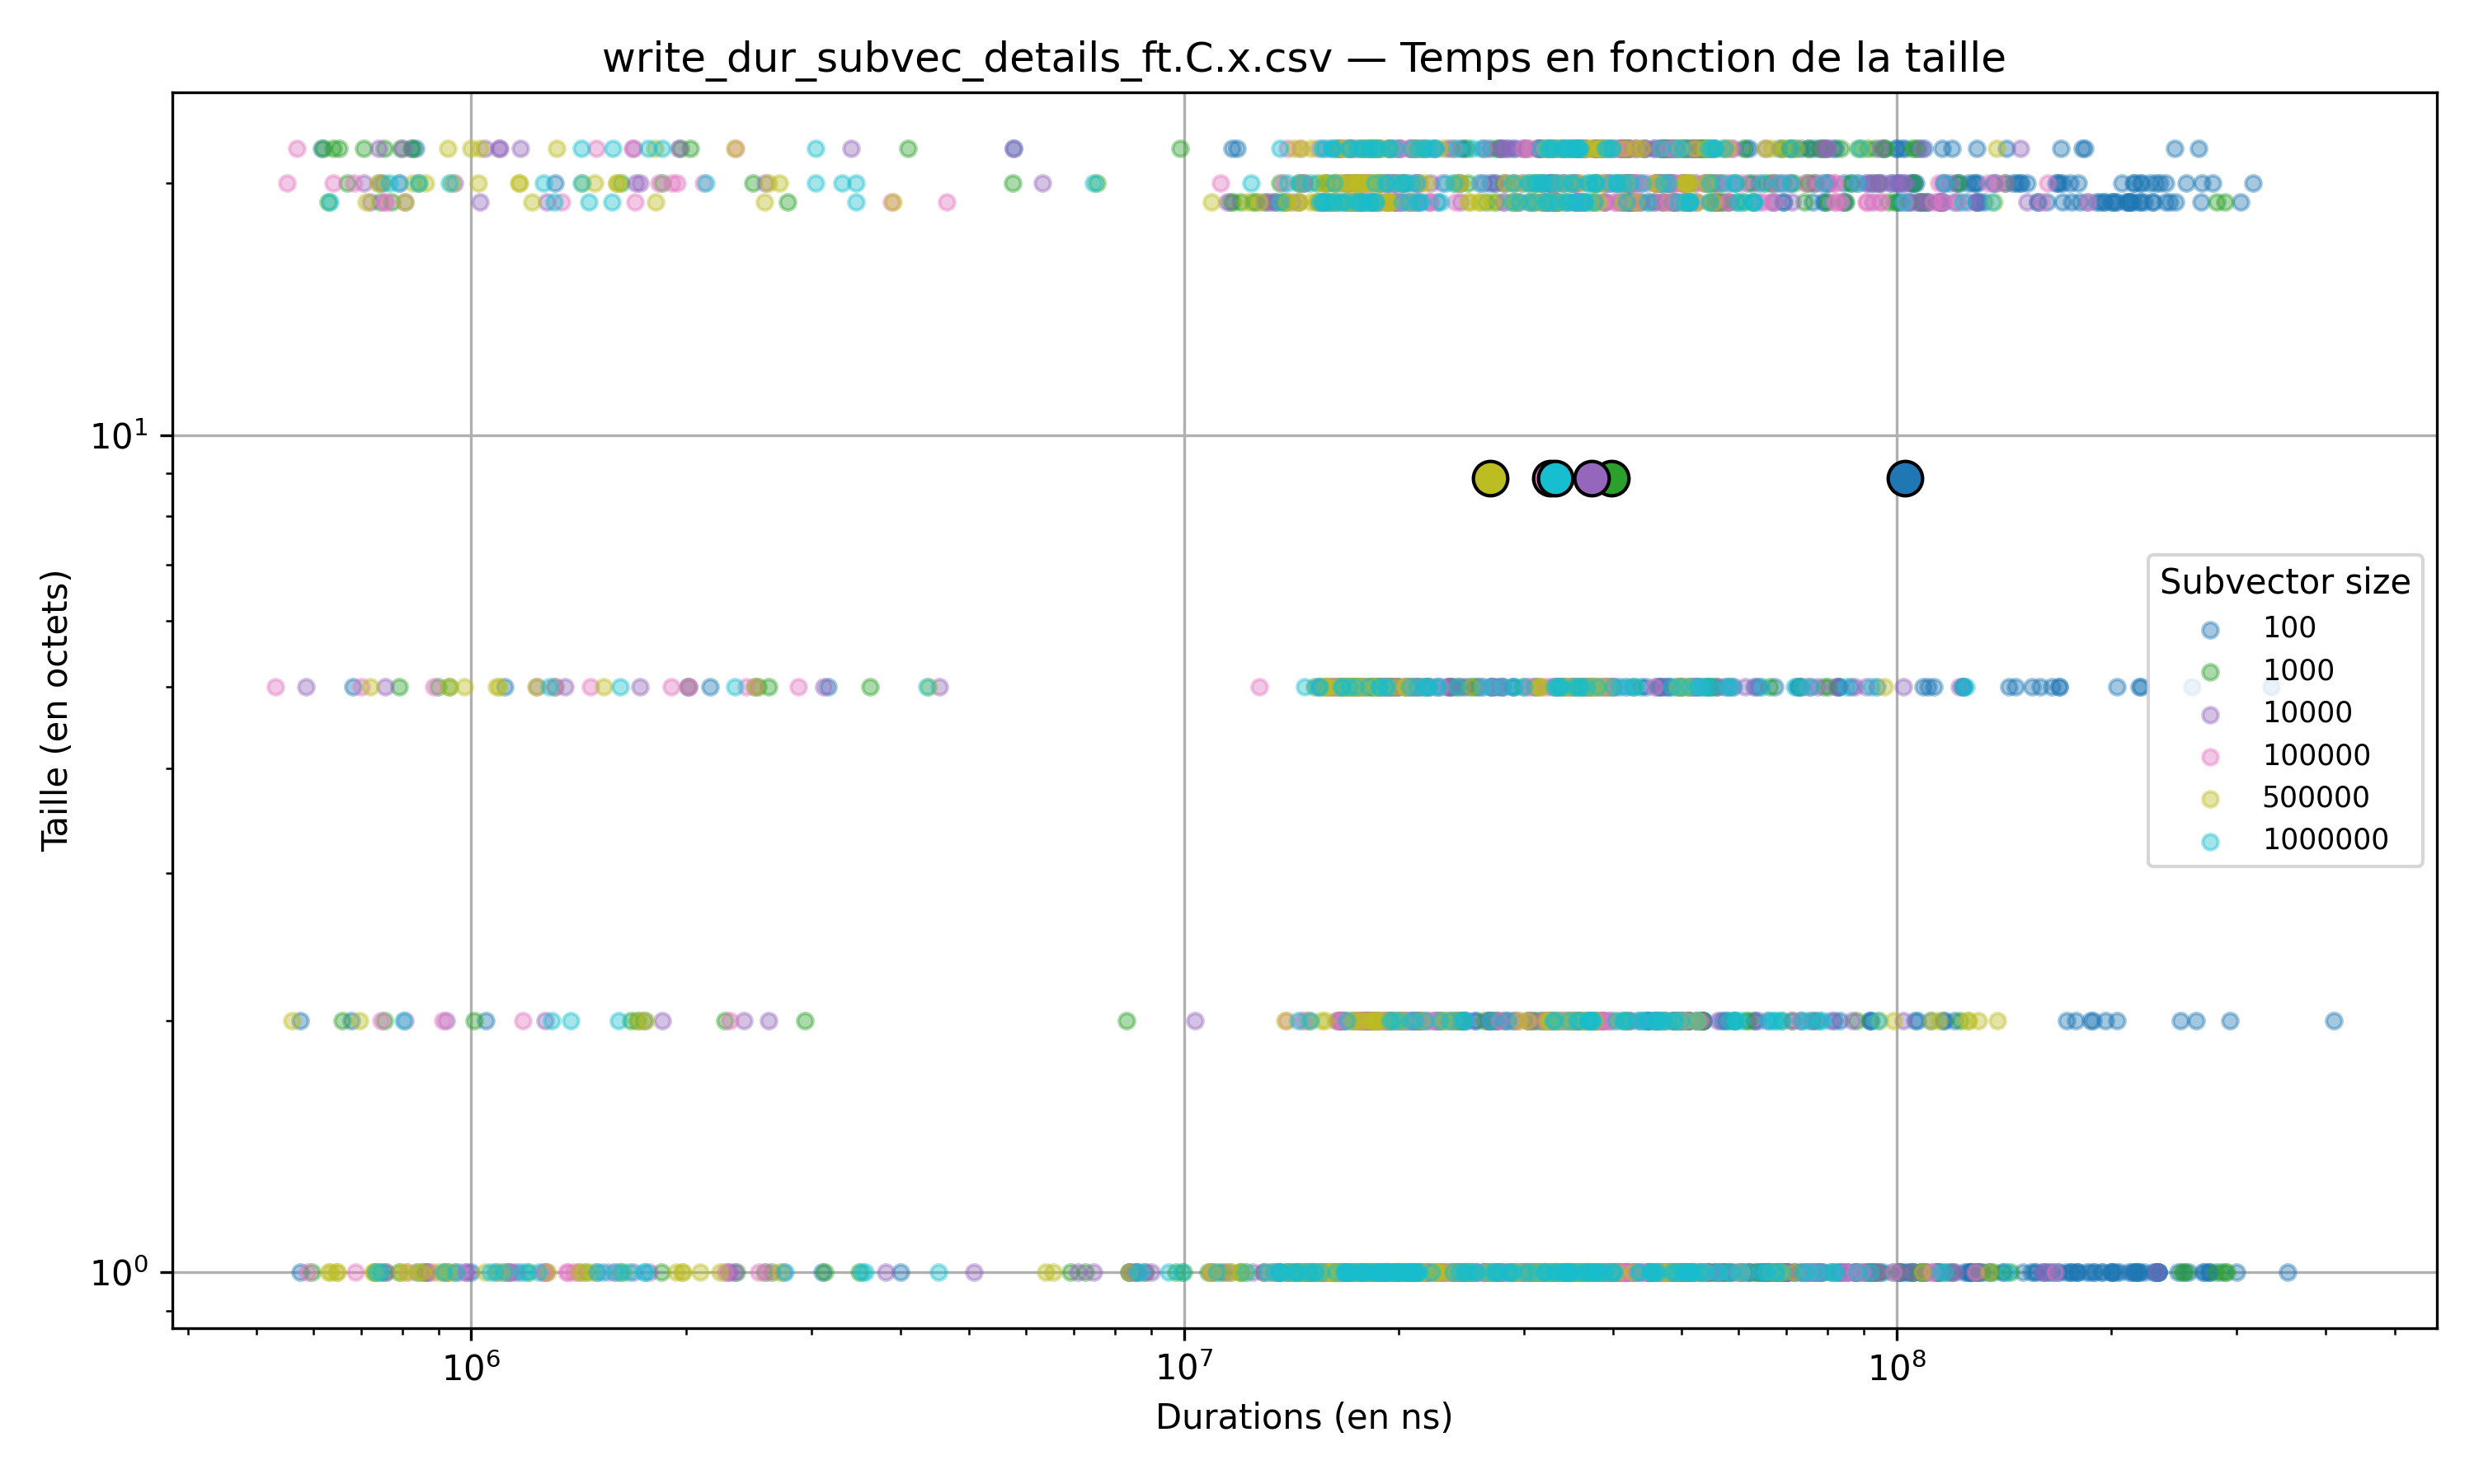 write_dur_subvec_details_ft.C.x.csv — Temps en fonction de la taille
Taille (en octets)
10¹
10⁰
Subvector size
100
1000
10000
100000
500000
1000000
10⁶ 10⁷ 10⁸
Durations (en ns)